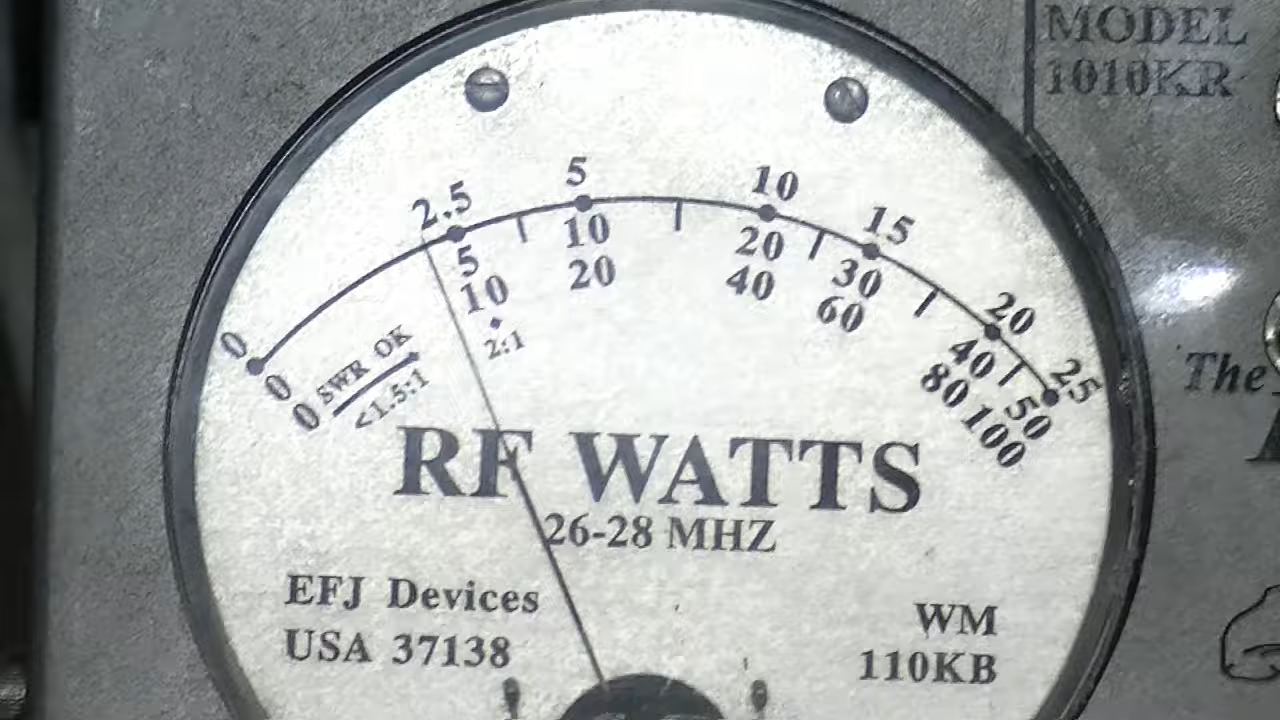 MODEL
1010KR
0 2.5 5 10 15 20 25
0 5 10 20 30 40 50
0 10 20 40 60 80 100
SWR OK
<1.5:1
2:1
RF WATTS
26-28 MHZ
EFJ Devices
USA 37138
WM
110KB
The